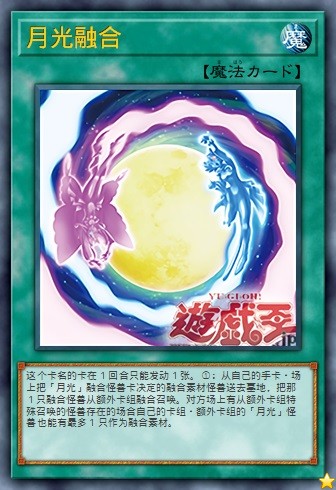 月光融合
魔
【魔法カード】
YU-GI-OH!
遊戯王
jp
这个卡名的卡在1回合只能发动1张。①：从自己的手卡·场
上把「月光」融合怪兽卡决定的融合素材怪兽送去墓地，把那
1只融合怪兽从额外卡组融合召唤。对方场上有从额外卡组特
殊召唤的怪兽存在的场合自己的卡组·额外卡组的「月光」怪
兽也能有最多1只作为融合素材。